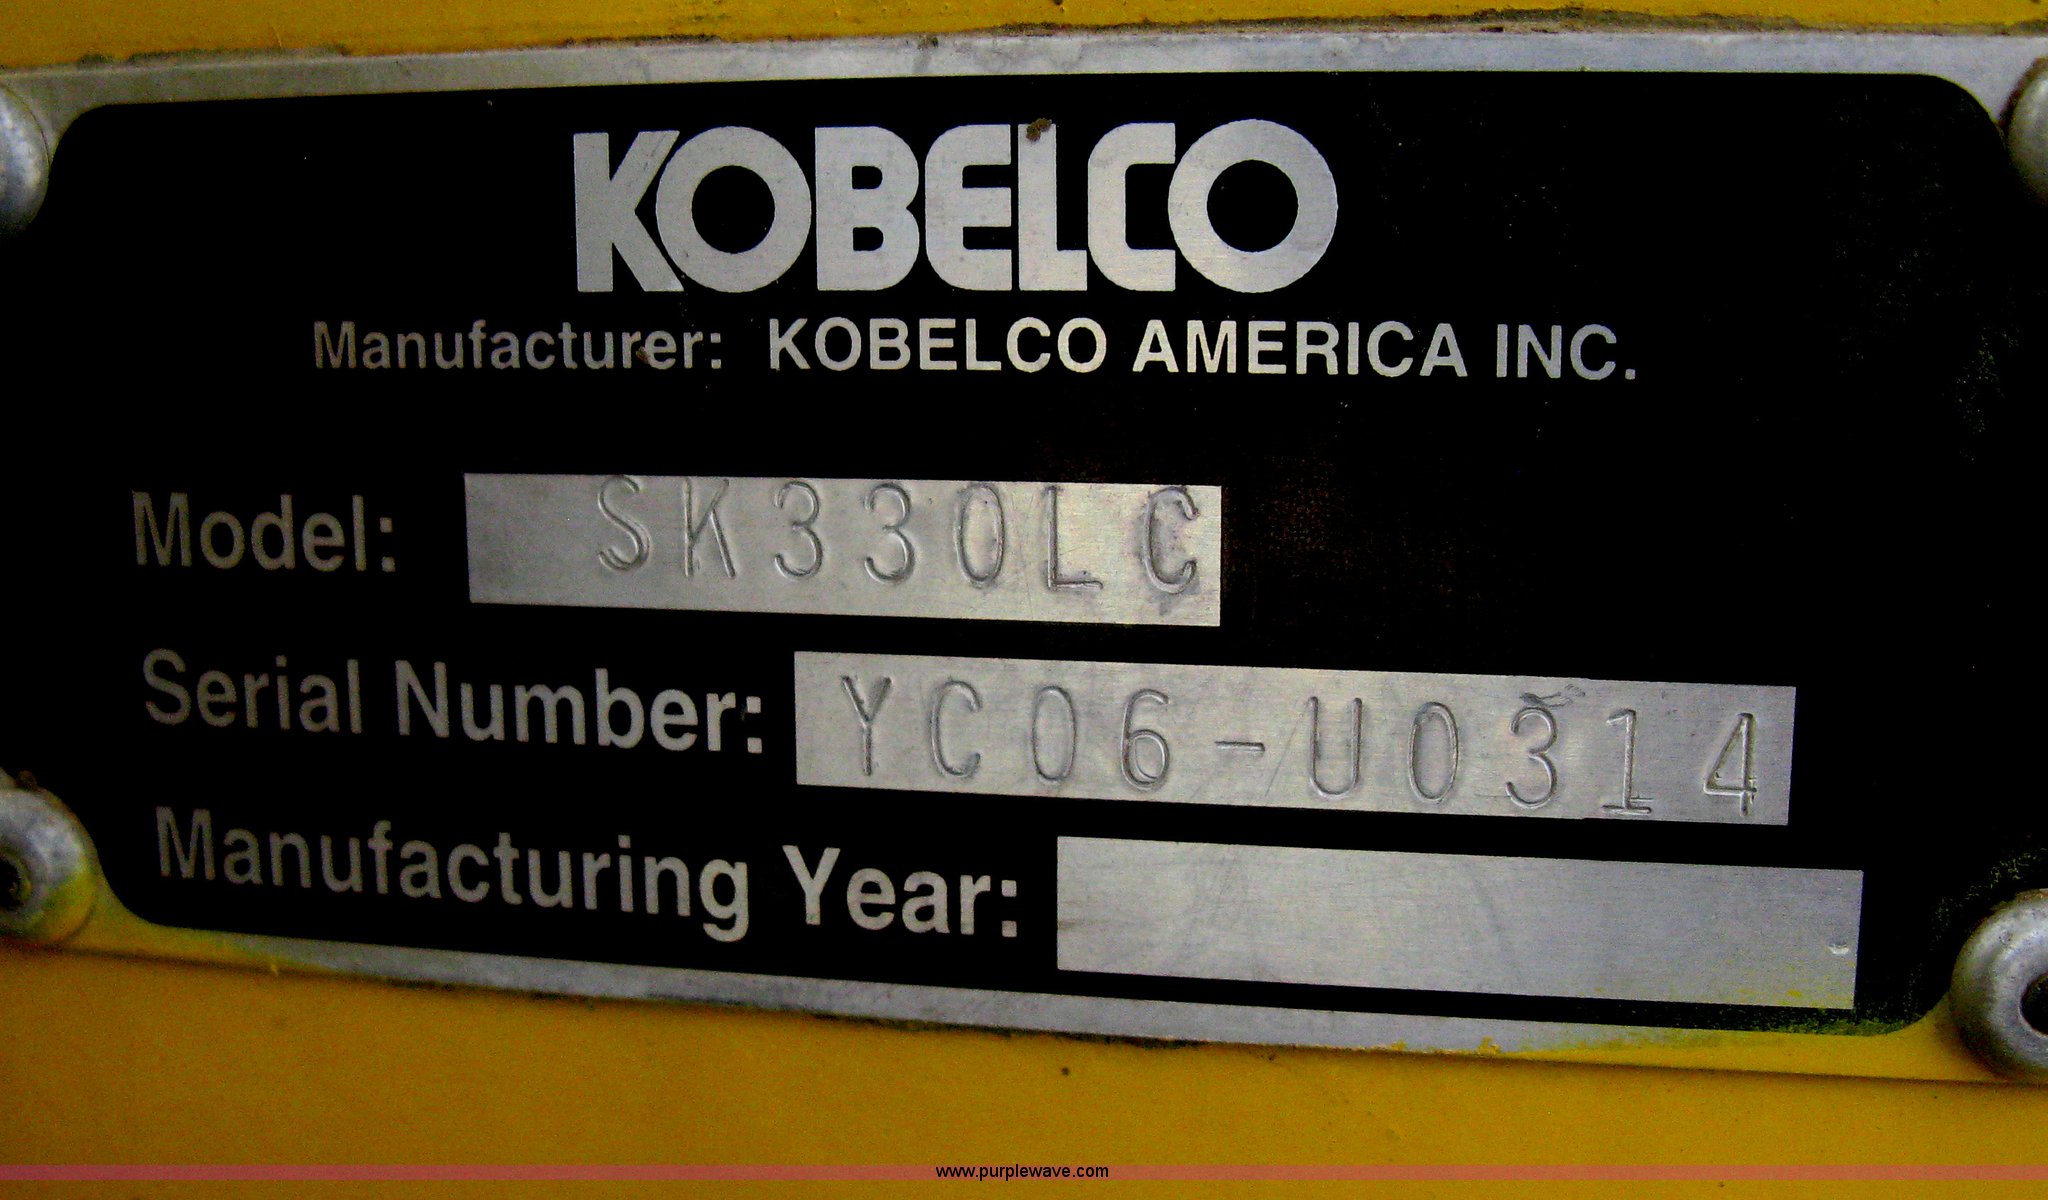 KOBELCO
Manufacturer: KOBELCO AMERICA INC.
Model: SK330LC
Serial Number: YC06-U0314
Manufacturing Year:
www.purplewave.com